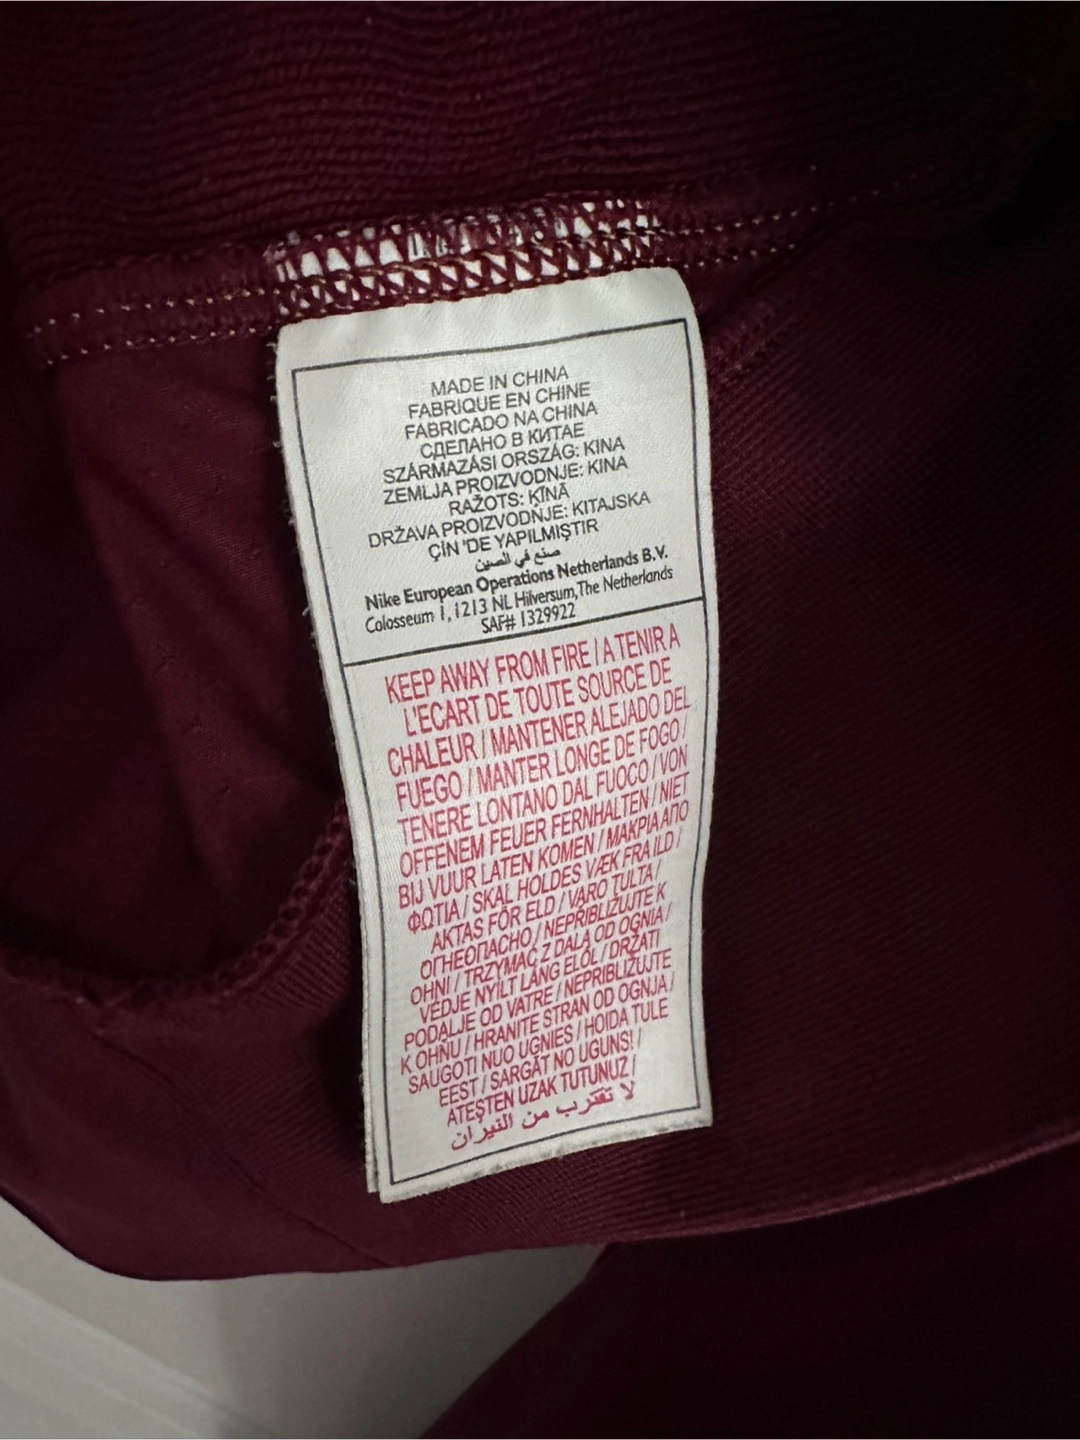 MADE IN CHINA
FABRIQUE EN CHINE
FABRICADO NA CHINA
СДЕЛАНО В КИТАЕ
SZÁRMAZÁSI ORSZÁG: KINA
ZEMLJA PROIZVODNJE: KINA
RAŽOTS: ĶĪNĀ
DRŽAVA PROIZVODNJE: KITAJSKA
ÇİN 'DE YAPILMIŞTIR
صنع في الصين
Nike European Operations Netherlands B.V.
Colosseum 1, 1213 NL Hilversum, The Netherlands
SAF# 1329922
KEEP AWAY FROM FIRE / A TENIR A
L'ECART DE TOUTE SOURCE DE
CHALEUR / MANTENER ALEJADO DEL
FUEGO / MANTER LONGE DE FOGO /
TENERE LONTANO DAL FUOCO / VON
OFFENEM FEUER FERNHALTEN / NIET
BIJ VUUR LATEN KOMEN / ΜΑΚΡΙΑ ΑΠΟ
ΦΩΤΙΑ / SKAL HOLDES VÆK FRA ILD /
AKTAS FÖR ELD / VARO TULTA /
ОГНЕОПАСНО / NEPŘIBLIŽUJTE K
OHNI / TRZYMAĆ Z DALA OD OGNIA /
VÉDJE NYÍLT LÁNG ELŐL / DRŽATI
PODALJE OD VATRE / NEPRIBLIŽUJTE
K OHŇU / HRANITE STRAN OD OGNJA /
SAUGOTI NUO UGNIES / HOIDA TULE
EEST / SARGĀT NO UGUNS! /
ATEŞTEN UZAK TUTUNUZ /
لا تقترب من النيران